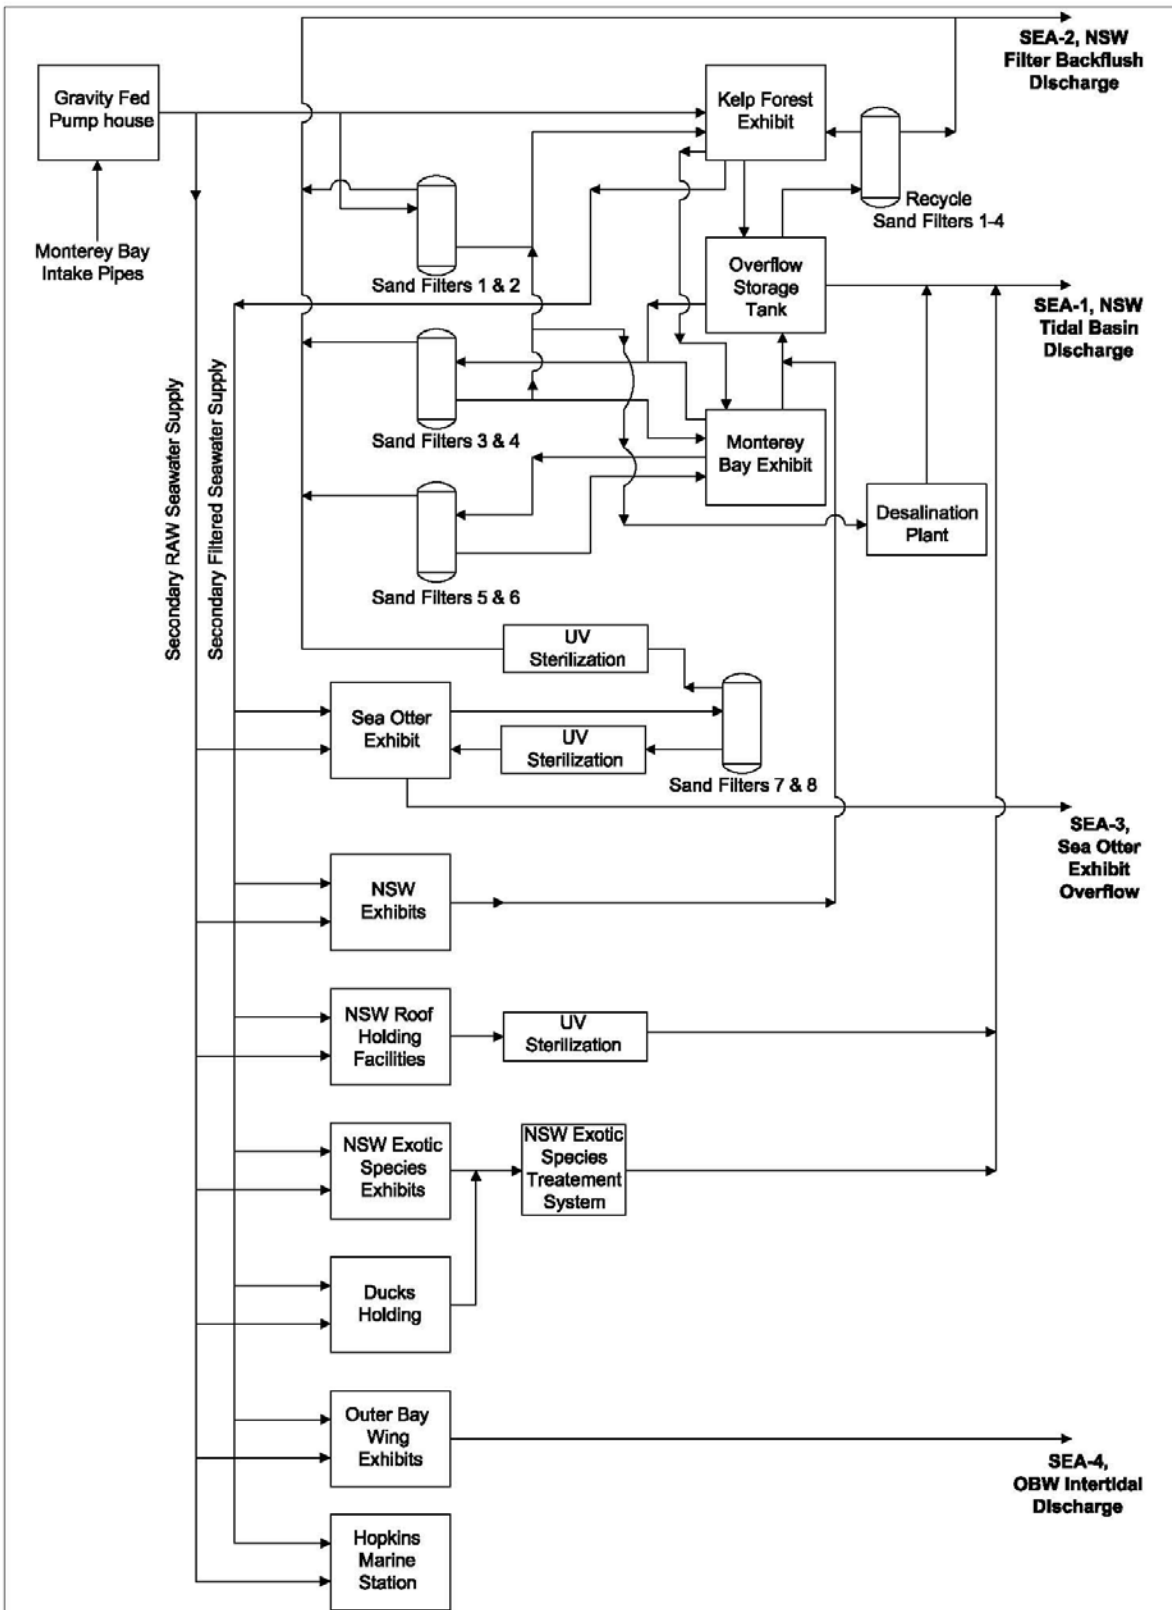 SEA-2, NSW
Filter Backflush
Discharge
Gravity Fed
Pump house
Kelp Forest
Exhibit
Recycle
Sand Filters 1-4
Monterey Bay
Intake Pipes
Sand Filters 1 & 2
Overflow
Storage
Tank
SEA-1, NSW
Tidal Basin
Discharge
Secondary RAW Seawater Supply
Secondary Filtered Seawater Supply
Sand Filters 3 & 4
Monterey
Bay Exhibit
Desalination
Plant
Sand Filters 5 & 6
UV
Sterilization
Sea Otter
Exhibit
UV
Sterilization
Sand Filters 7 & 8
SEA-3,
Sea Otter
Exhibit
Overflow
NSW
Exhibits
NSW Roof
Holding
Facilities
UV
Sterilization
NSW Exotic
Species
Exhibits
NSW Exotic
Species
Treatement
System
Ducks
Holding
Outer Bay
Wing
Exhibits
SEA-4,
OBW Intertidal
Discharge
Hopkins
Marine
Station